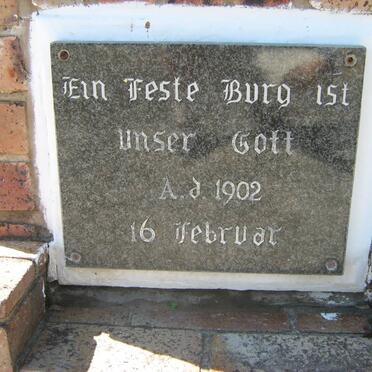 Ein Feste Burg ist
unser Gott
A.d. 1902
16 Februar